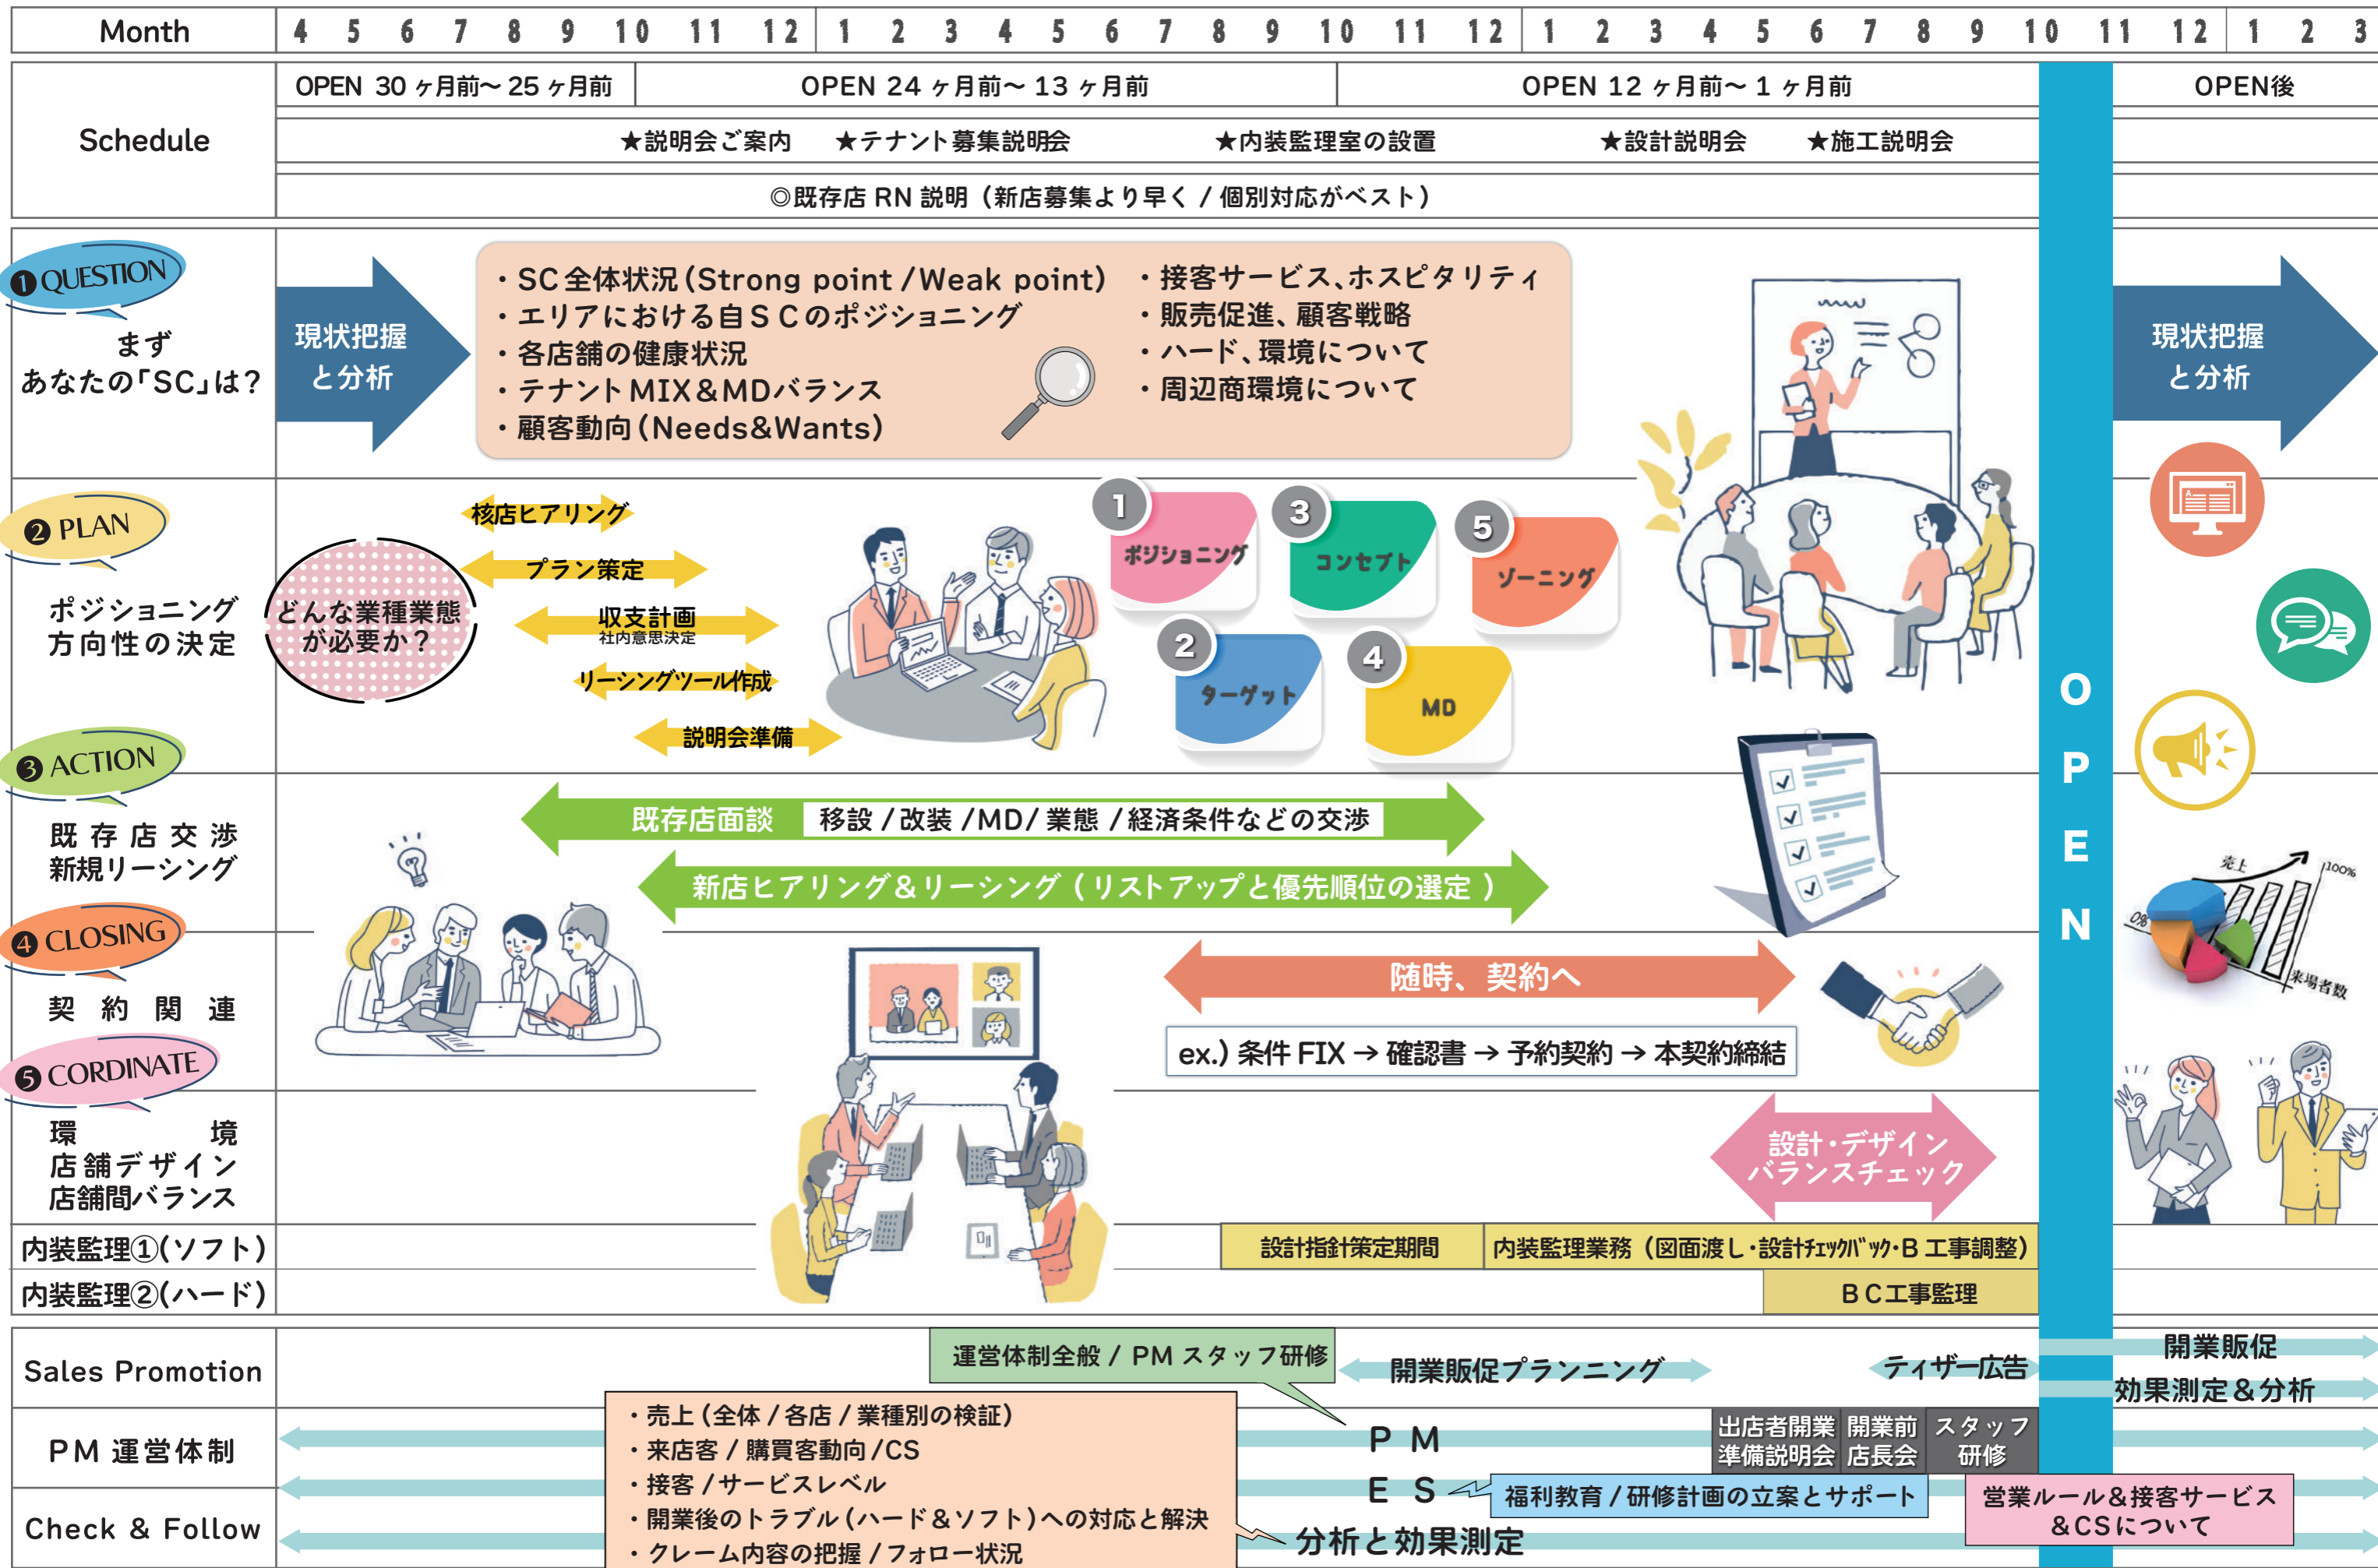 Month 4 5 6 7 8 9 10 11 12 1 2 3 4 5 6 7 8 9 10 11 12 1 2 3 4 5 6 7 8 9 10 11 12 1 2 3
Schedule
OPEN 30 ヶ月前〜 25 ヶ月前 OPEN 24 ヶ月前〜 13 ヶ月前 OPEN 12 ヶ月前〜 1 ヶ月前 OPEN後
★説明会ご案内 ★テナント募集説明会 ★内装監理室の設置 ★設計説明会 ★施工説明会
◎既存店 RN 説明（新店募集より早く / 個別対応がベスト）
❶ QUESTION
まず
あなたの「SC」は?
現状把握
と分析
・SC 全体状況(Strong point /Weak point)
・エリアにおける自ＳＣのポジショニング
・各店舗の健康状況
・テナントMIX&MDバランス
・顧客動向(Needs&Wants)
・接客サービス、ホスピタリティ
・販売促進、顧客戦略
・ハード、環境について
・周辺商環境について
現状把握
と分析
❷ PLAN
ポジショニング
方向性の決定
どんな業種業態
が必要か?
核店ヒアリング
プラン策定
収支計画
社内意思決定
リーシングツール作成
説明会準備
1
ポジショニング
2
ターゲット
3
コンセプト
4
MD
5
ゾーニング
O
P
E
N
❸ ACTION
既存店交渉
新規リーシング
既存店面談 移設 / 改装 /MD/ 業態 / 経済条件などの交渉
新店ヒアリング＆リーシング ( リストアップと優先順位の選定 )
売上
100%
0%
来場者数
❹ CLOSING
契約関連
随時、契約へ
ex.) 条件 FIX → 確認書 → 予約契約 → 本契約締結
❺ CORDINATE
環境
店舗デザイン
店舗間バランス
設計・デザイン
バランスチェック
内装監理①(ソフト)
設計指針策定期間 内装監理業務（図面渡し・設計ﾁｪｯｸﾊﾞｯｸ・B 工事調整）
内装監理②(ハード)
ＢＣ工事監理
Sales Promotion
運営体制全般 / PM スタッフ研修
開業販促プランニング
ティザー広告
開業販促
効果測定＆分析
PM 運営体制
・売上 (全体 / 各店 / 業種別の検証)
・来店客 / 購買客動向 /CS
・接客 / サービスレベル
・開業後のトラブル (ハード＆ソフト) への対応と解決
・クレーム内容の把握 / フォロー状況
P M
出店者開業
準備説明会
開業前
店長会
スタッフ
研修
E S
福利教育 / 研修計画の立案とサポート
営業ルール＆接客サービス
＆CSについて
Check & Follow
分析と効果測定